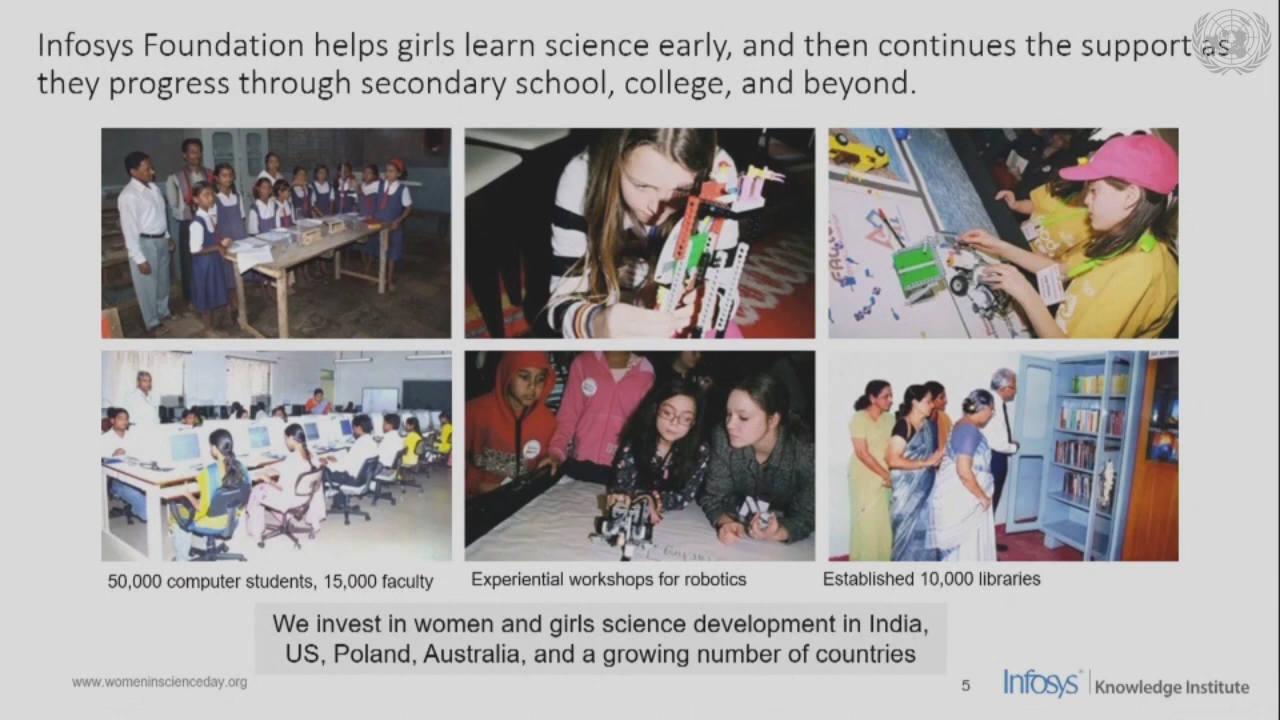 Infosys Foundation helps girls learn science early, and then continues the support as
they progress through secondary school, college, and beyond.
50,000 computer students, 15,000 faculty
Experiential workshops for robotics
Established 10,000 libraries
We invest in women and girls science development in India,
US, Poland, Australia, and a growing number of countries
www.womeninscienceday.org
5
Infosys® | Knowledge Institute